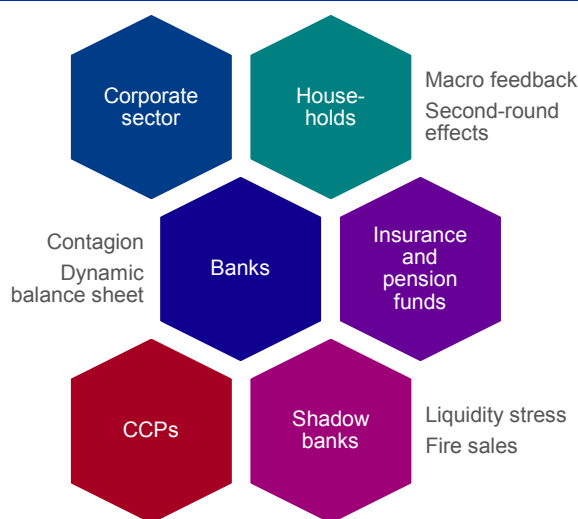 Corporate
sector
House-
holds
Macro feedback
Second-round
effects
Contagion
Dynamic
balance sheet
Banks
Insurance
and
pension
funds
CCPs
Shadow
banks
Liquidity stress
Fire sales